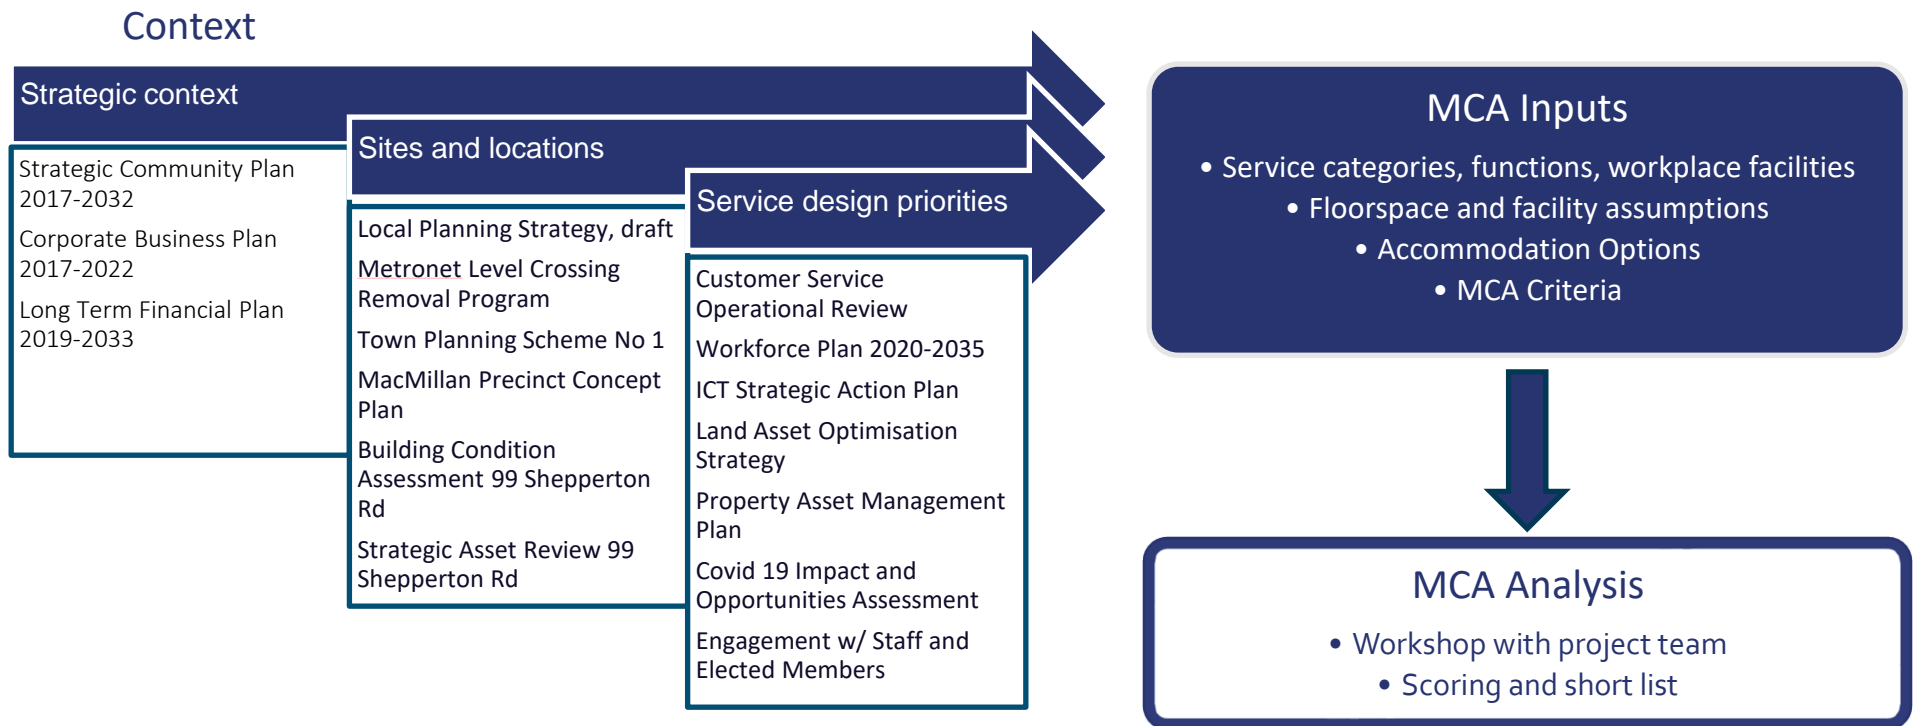 Context
Strategic context
Strategic Community Plan
2017-2032
Corporate Business Plan
2017-2022
Long Term Financial Plan
2019-2033
Sites and locations
Local Planning Strategy, draft
Metronet Level Crossing
Removal Program
Town Planning Scheme No 1
MacMillan Precinct Concept
Plan
Building Condition
Assessment 99 Shepperton
Rd
Strategic Asset Review 99
Shepperton Rd
Service design priorities
Customer Service
Operational Review
Workforce Plan 2020-2035
ICT Strategic Action Plan
Land Asset Optimisation
Strategy
Property Asset Management
Plan
Covid 19 Impact and
Opportunities Assessment
Engagement w/ Staff and
Elected Members
MCA Inputs
• Service categories, functions, workplace facilities
• Floorspace and facility assumptions
• Accommodation Options
• MCA Criteria
MCA Analysis
• Workshop with project team
• Scoring and short list